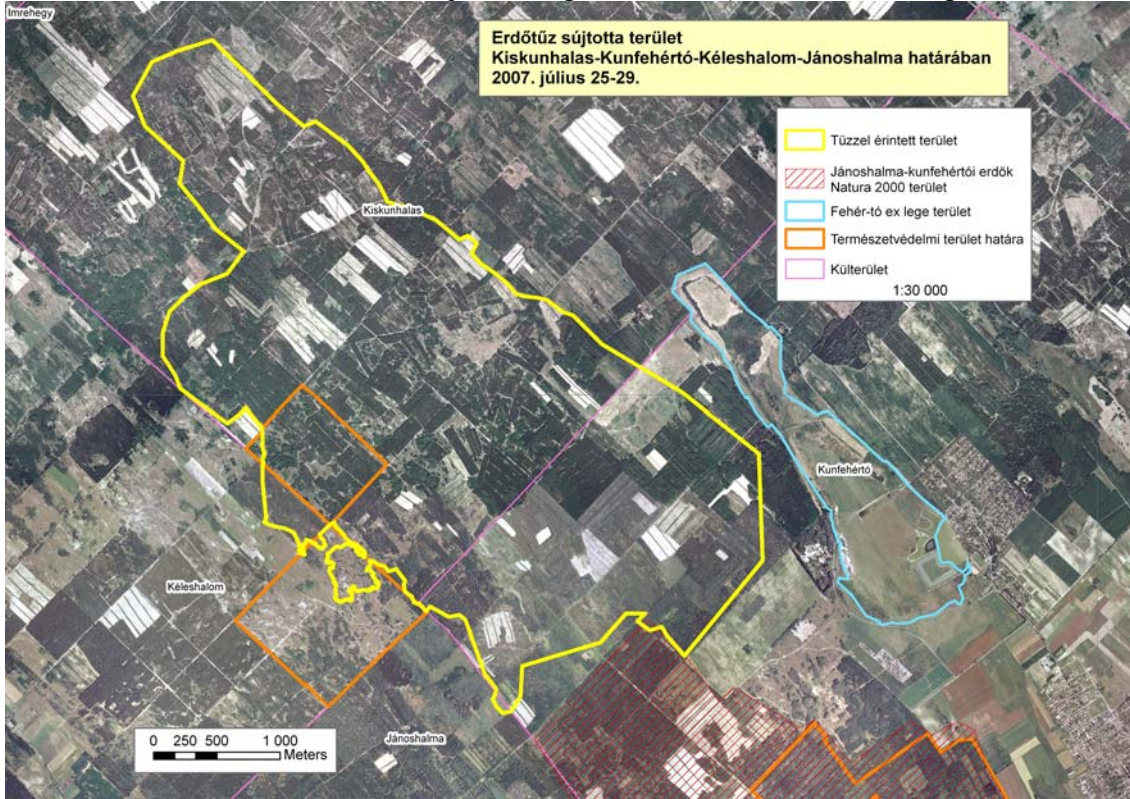 Imrehegy
Erdőtűz sújtotta terület
Kiskunhalas-Kunfehértó-Kéleshalom-Jánoshalma határában
2007. július 25-29.
Tűzzel érintett terület
Jánoshalma-kunfehértói erdők
Natura 2000 terület
Fehér-tó ex lege terület
Természetvédelmi terület határa
Külterület
1:30 000
Kiskunhalas
Kunfehértó
Kéleshalom
Jánoshalma
0 250 500 1 000
Meters